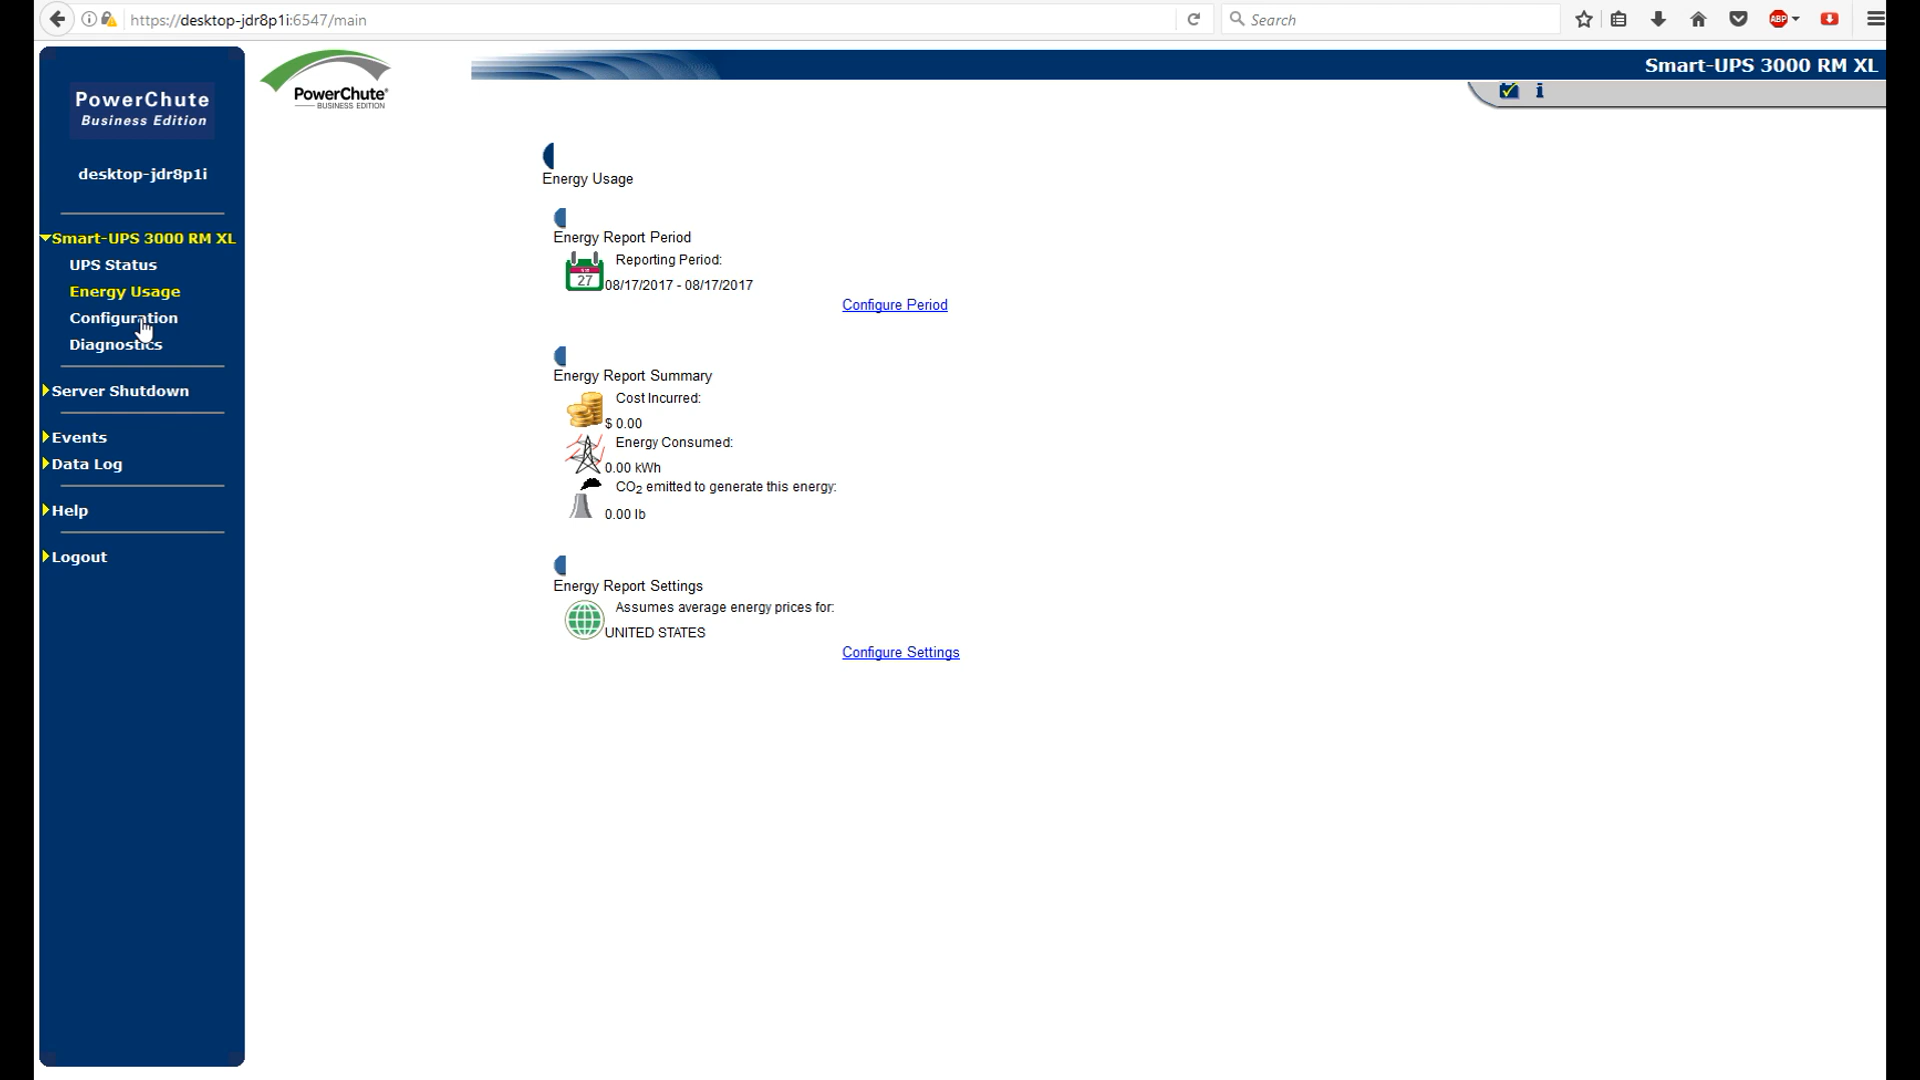 https://desktop-jdr8p1i:6547/main
Search
ABP
PowerChute
Business Edition
desktop-jdr8p1i
Smart-UPS 3000 RM XL
UPS Status
Energy Usage
Configuration
Diagnostics
Server Shutdown
Events
Data Log
Help
Logout
PowerChute®
BUSINESS EDITION
Smart-UPS 3000 RM XL
i
Energy Usage
Energy Report Period
27
Reporting Period:
08/17/2017 - 08/17/2017
Configure Period
Energy Report Summary
Cost Incurred:
$ 0.00
Energy Consumed:
0.00 kWh
CO2 emitted to generate this energy:
0.00 lb
Energy Report Settings
Assumes average energy prices for:
UNITED STATES
Configure Settings